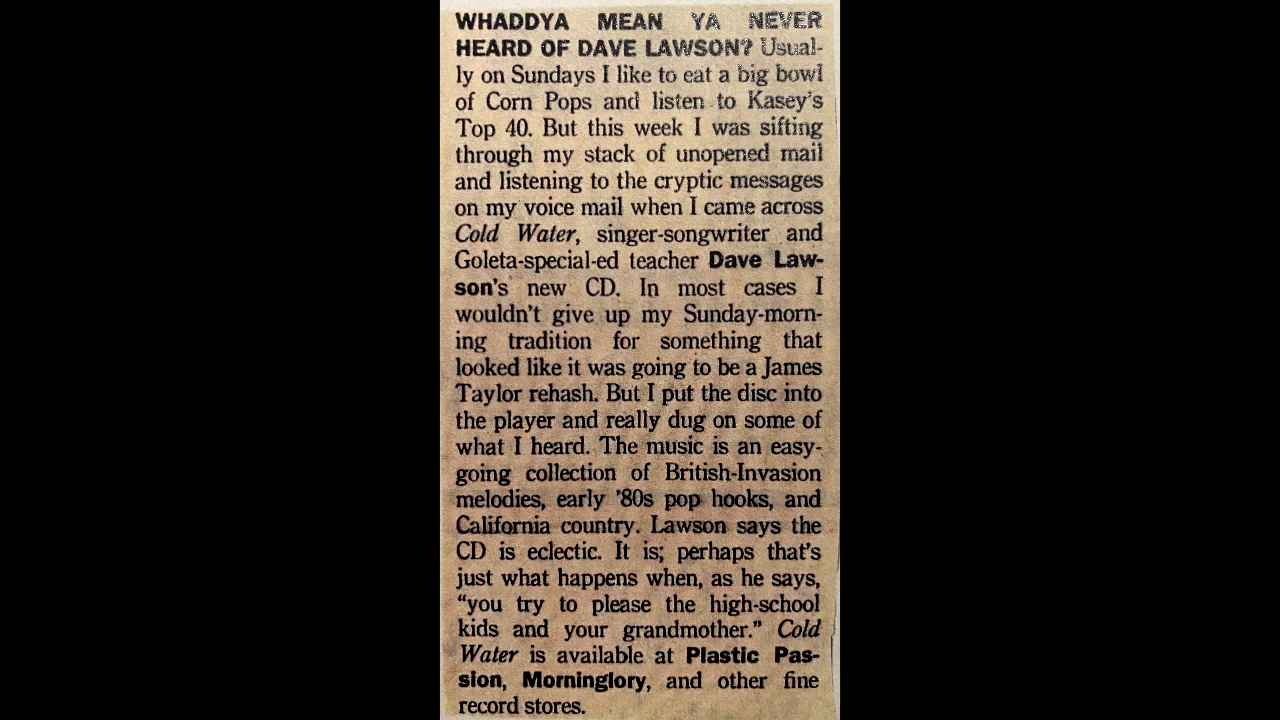 WHADDYA MEAN YA NEVER
HEARD OF DAVE LAWSON? Usual-
ly on Sundays I like to eat a big bowl
of Corn Pops and listen to Kasey's
Top 40. But this week I was sifting
through my stack of unopened mail
and listening to the cryptic messages
on my voice mail when I came across
Cold Water, singer-songwriter and
Goleta-special-ed teacher Dave Law-
son's new CD. In most cases I
wouldn't give up my Sunday-morn-
ing tradition for something that
looked like it was going to be a James
Taylor rehash. But I put the disc into
the player and really dug on some of
what I heard. The music is an easy-
going collection of British-Invasion
melodies, early '80s pop hooks, and
California country. Lawson says the
CD is eclectic. It is; perhaps that's
just what happens when, as he says,
“you try to please the high-school
kids and your grandmother.” Cold
Water is available at Plastic Pas-
sion, Morninglory, and other fine
record stores.